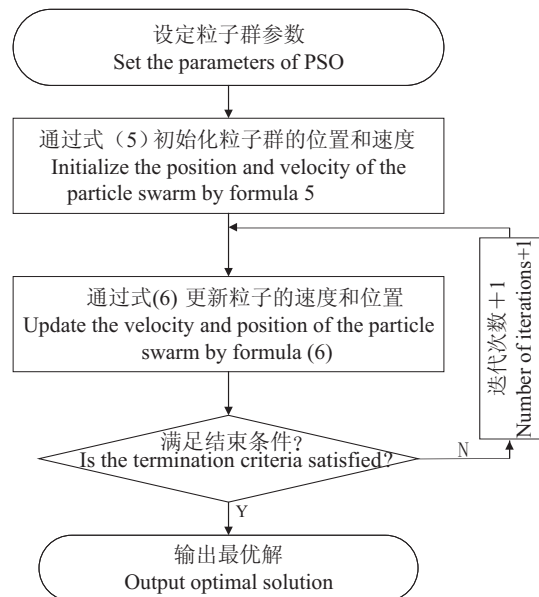 设定粒子群参数
Set the parameters of PSO
通过式（5）初始化粒子群的位置和速度
Initialize the position and velocity of the
particle swarm by formula 5
通过式(6) 更新粒子的速度和位置
Update the velocity and position of the particle
swarm by formula (6)
迭代次数＋1
Number of iterations+1
满足结束条件?
Is the termination criteria satisfied?
N
Y
输出最优解
Output optimal solution